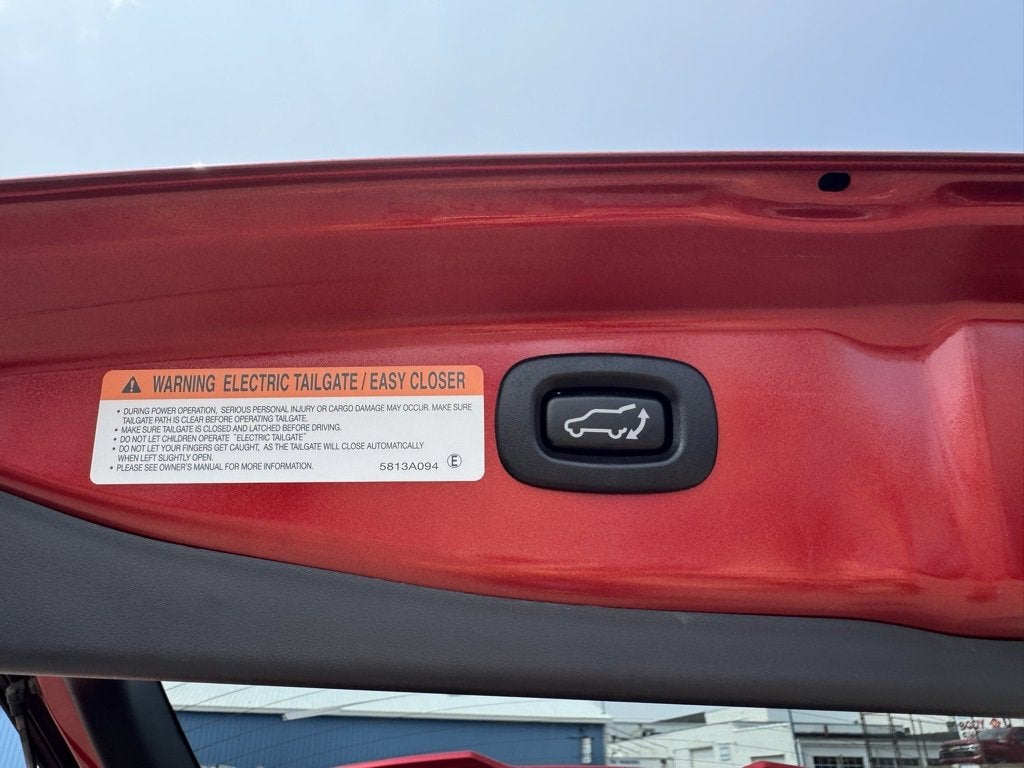 WARNING ELECTRIC TAILGATE / EASY CLOSER
• DURING POWER OPERATION, SERIOUS PERSONAL INJURY OR CARGO DAMAGE MAY OCCUR. MAKE SURE
TAILGATE PATH IS CLEAR BEFORE OPERATING TAILGATE.
• MAKE SURE TAILGATE IS CLOSED AND LATCHED BEFORE DRIVING.
• DO NOT LET CHILDREN OPERATE "ELECTRIC TAILGATE"
• DO NOT LET YOUR FINGERS GET CAUGHT, AS THE TAILGATE WILL CLOSE AUTOMATICALLY
WHEN LEFT SLIGHTLY OPEN.
• PLEASE SEE OWNER'S MANUAL FOR MORE INFORMATION.
5813A094 Ⓔ